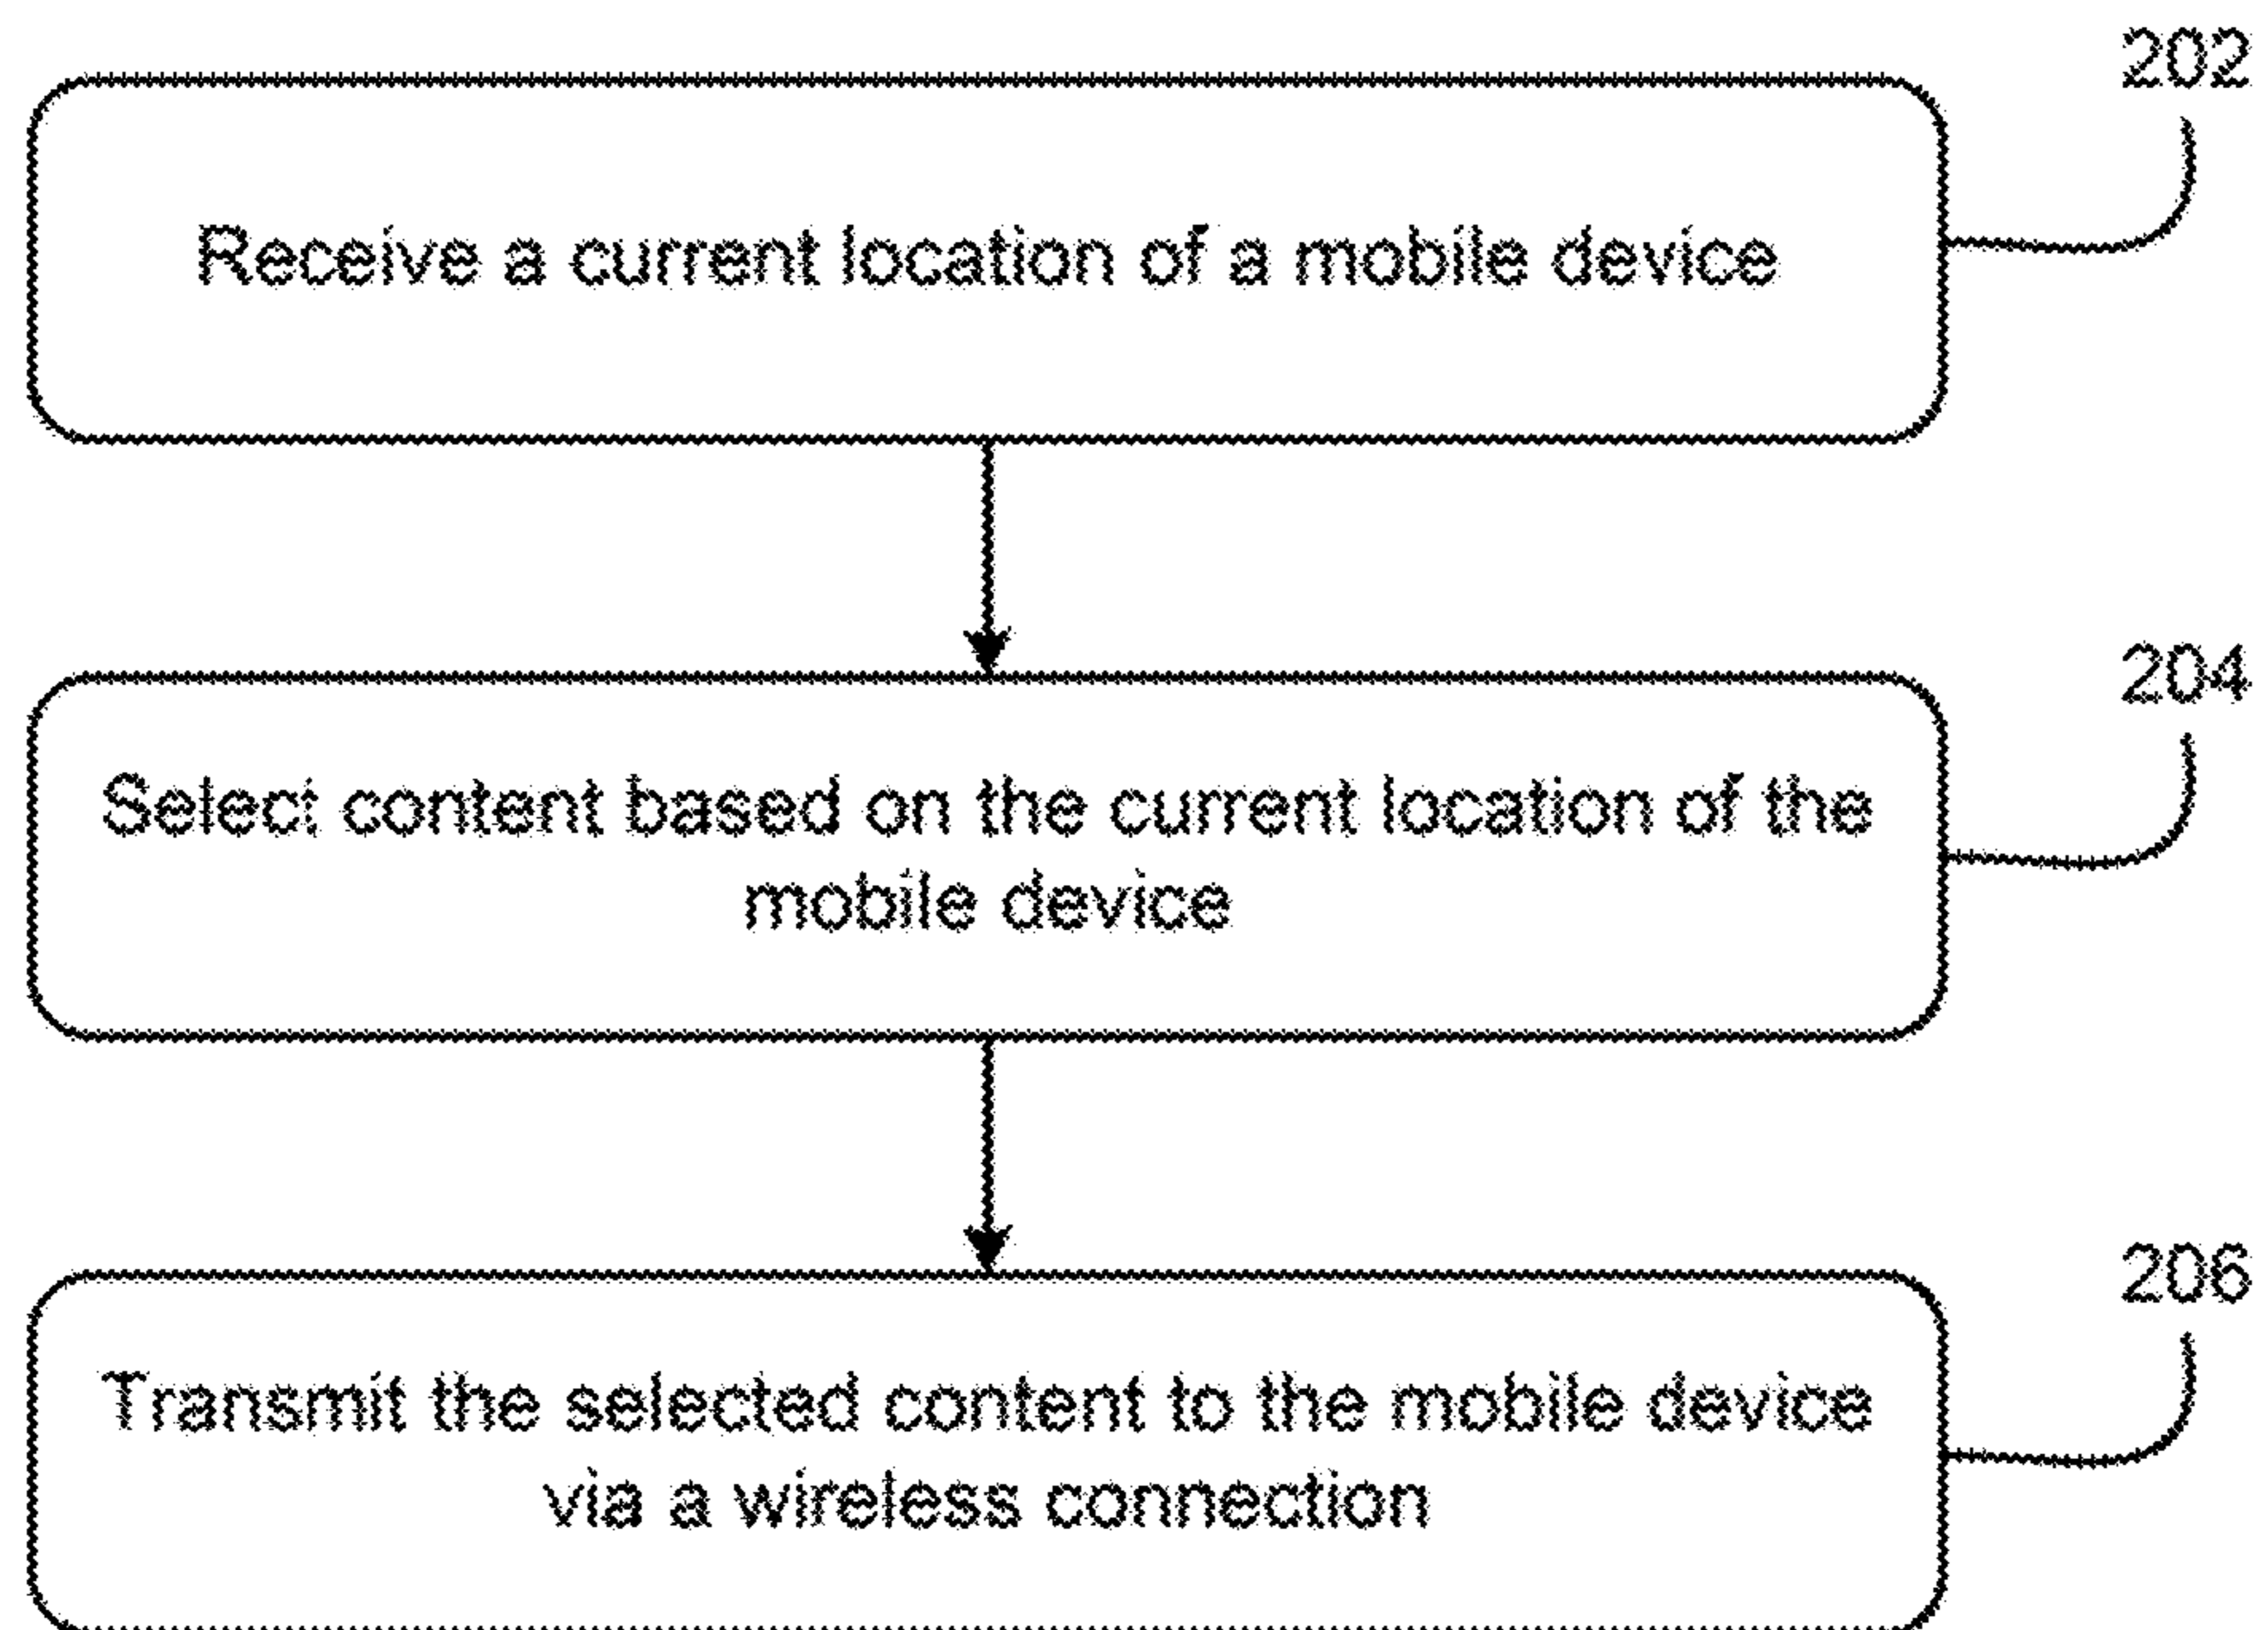 202
Receive a current location of a mobile device
204
Select content based on the current location of the
mobile device
206
Transmit the selected content to the mobile device
via a wireless connection